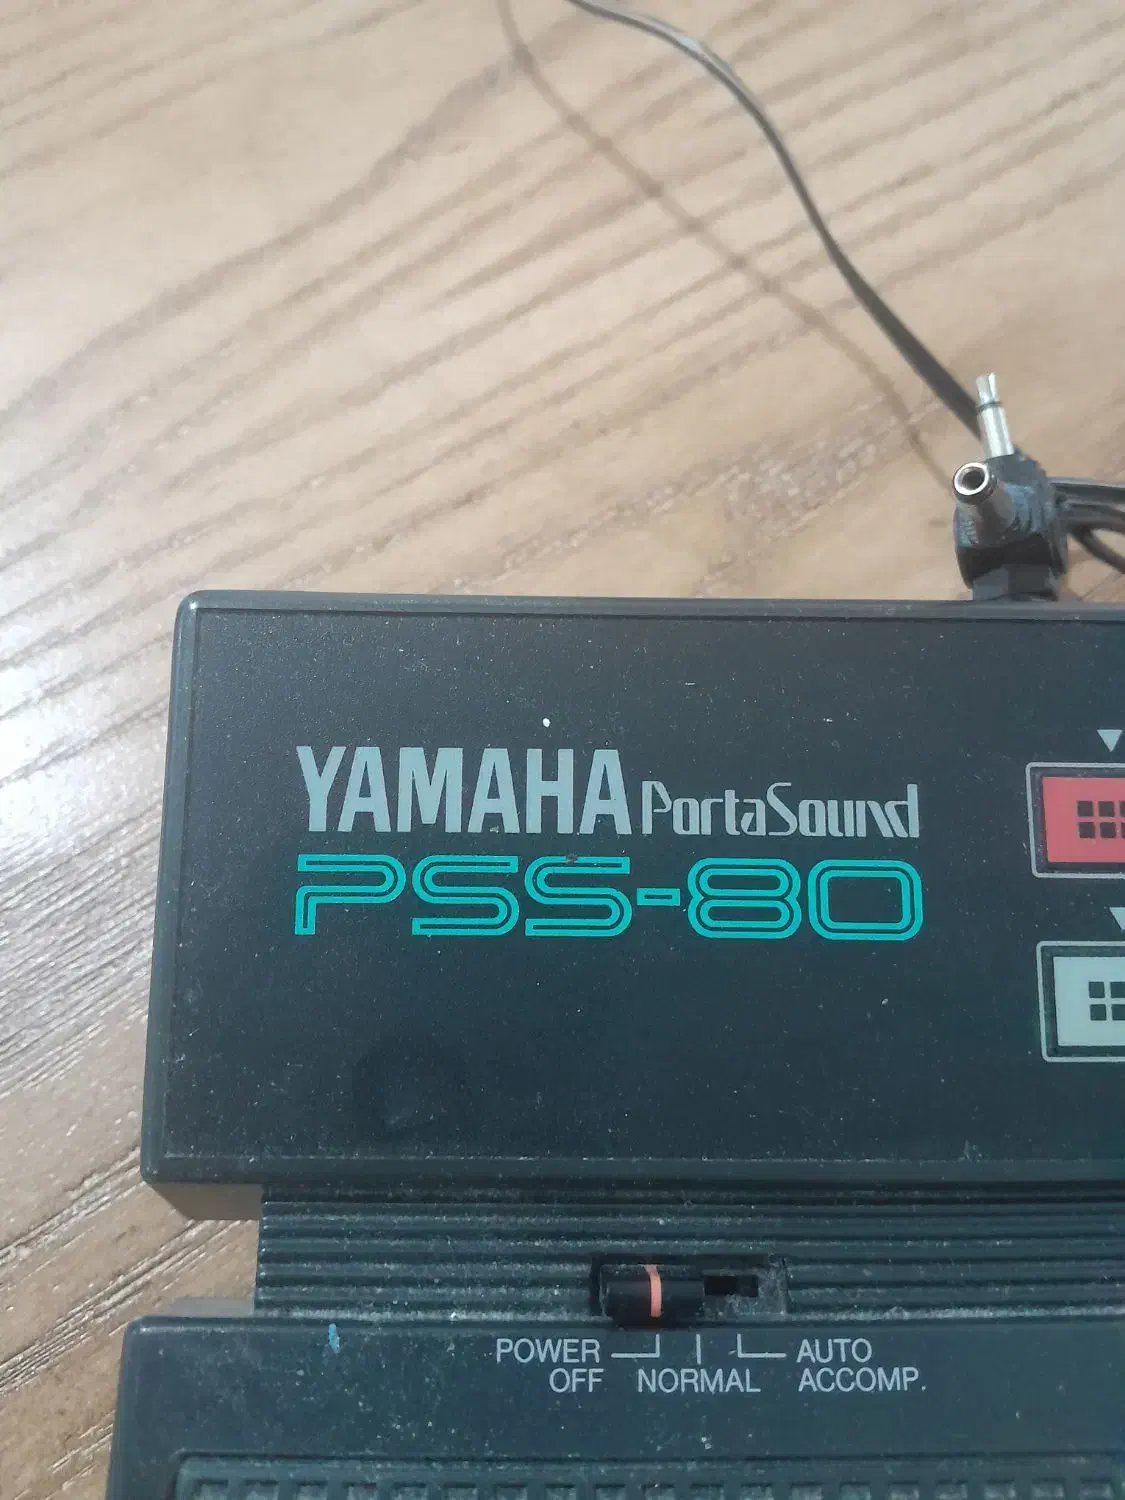 YAMAHA PortaSound
PSS-80
POWER OFF
NORMAL
AUTO ACCOMP.